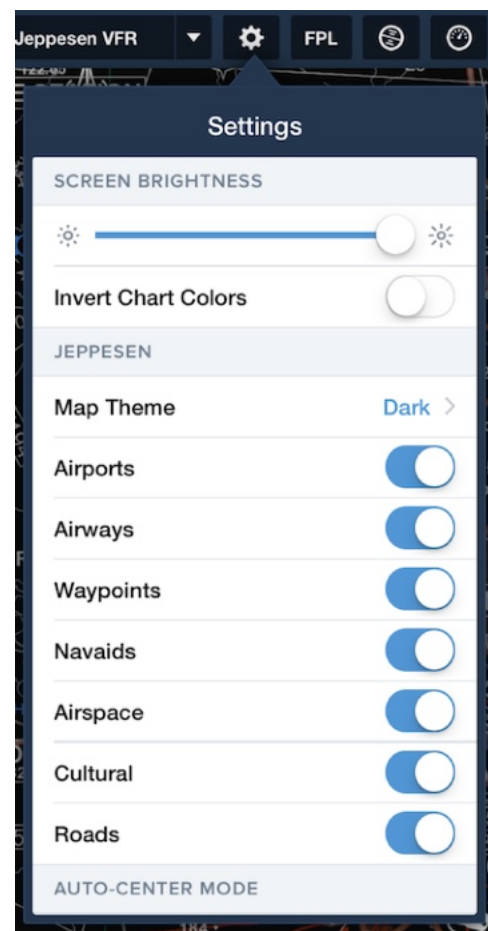 Jeppesen VFR
FPL
Settings
SCREEN BRIGHTNESS
Invert Chart Colors
JEPPESEN
Map Theme Dark
Airports
Airways
Waypoints
Navaids
Airspace
Cultural
Roads
AUTO-CENTER MODE
184